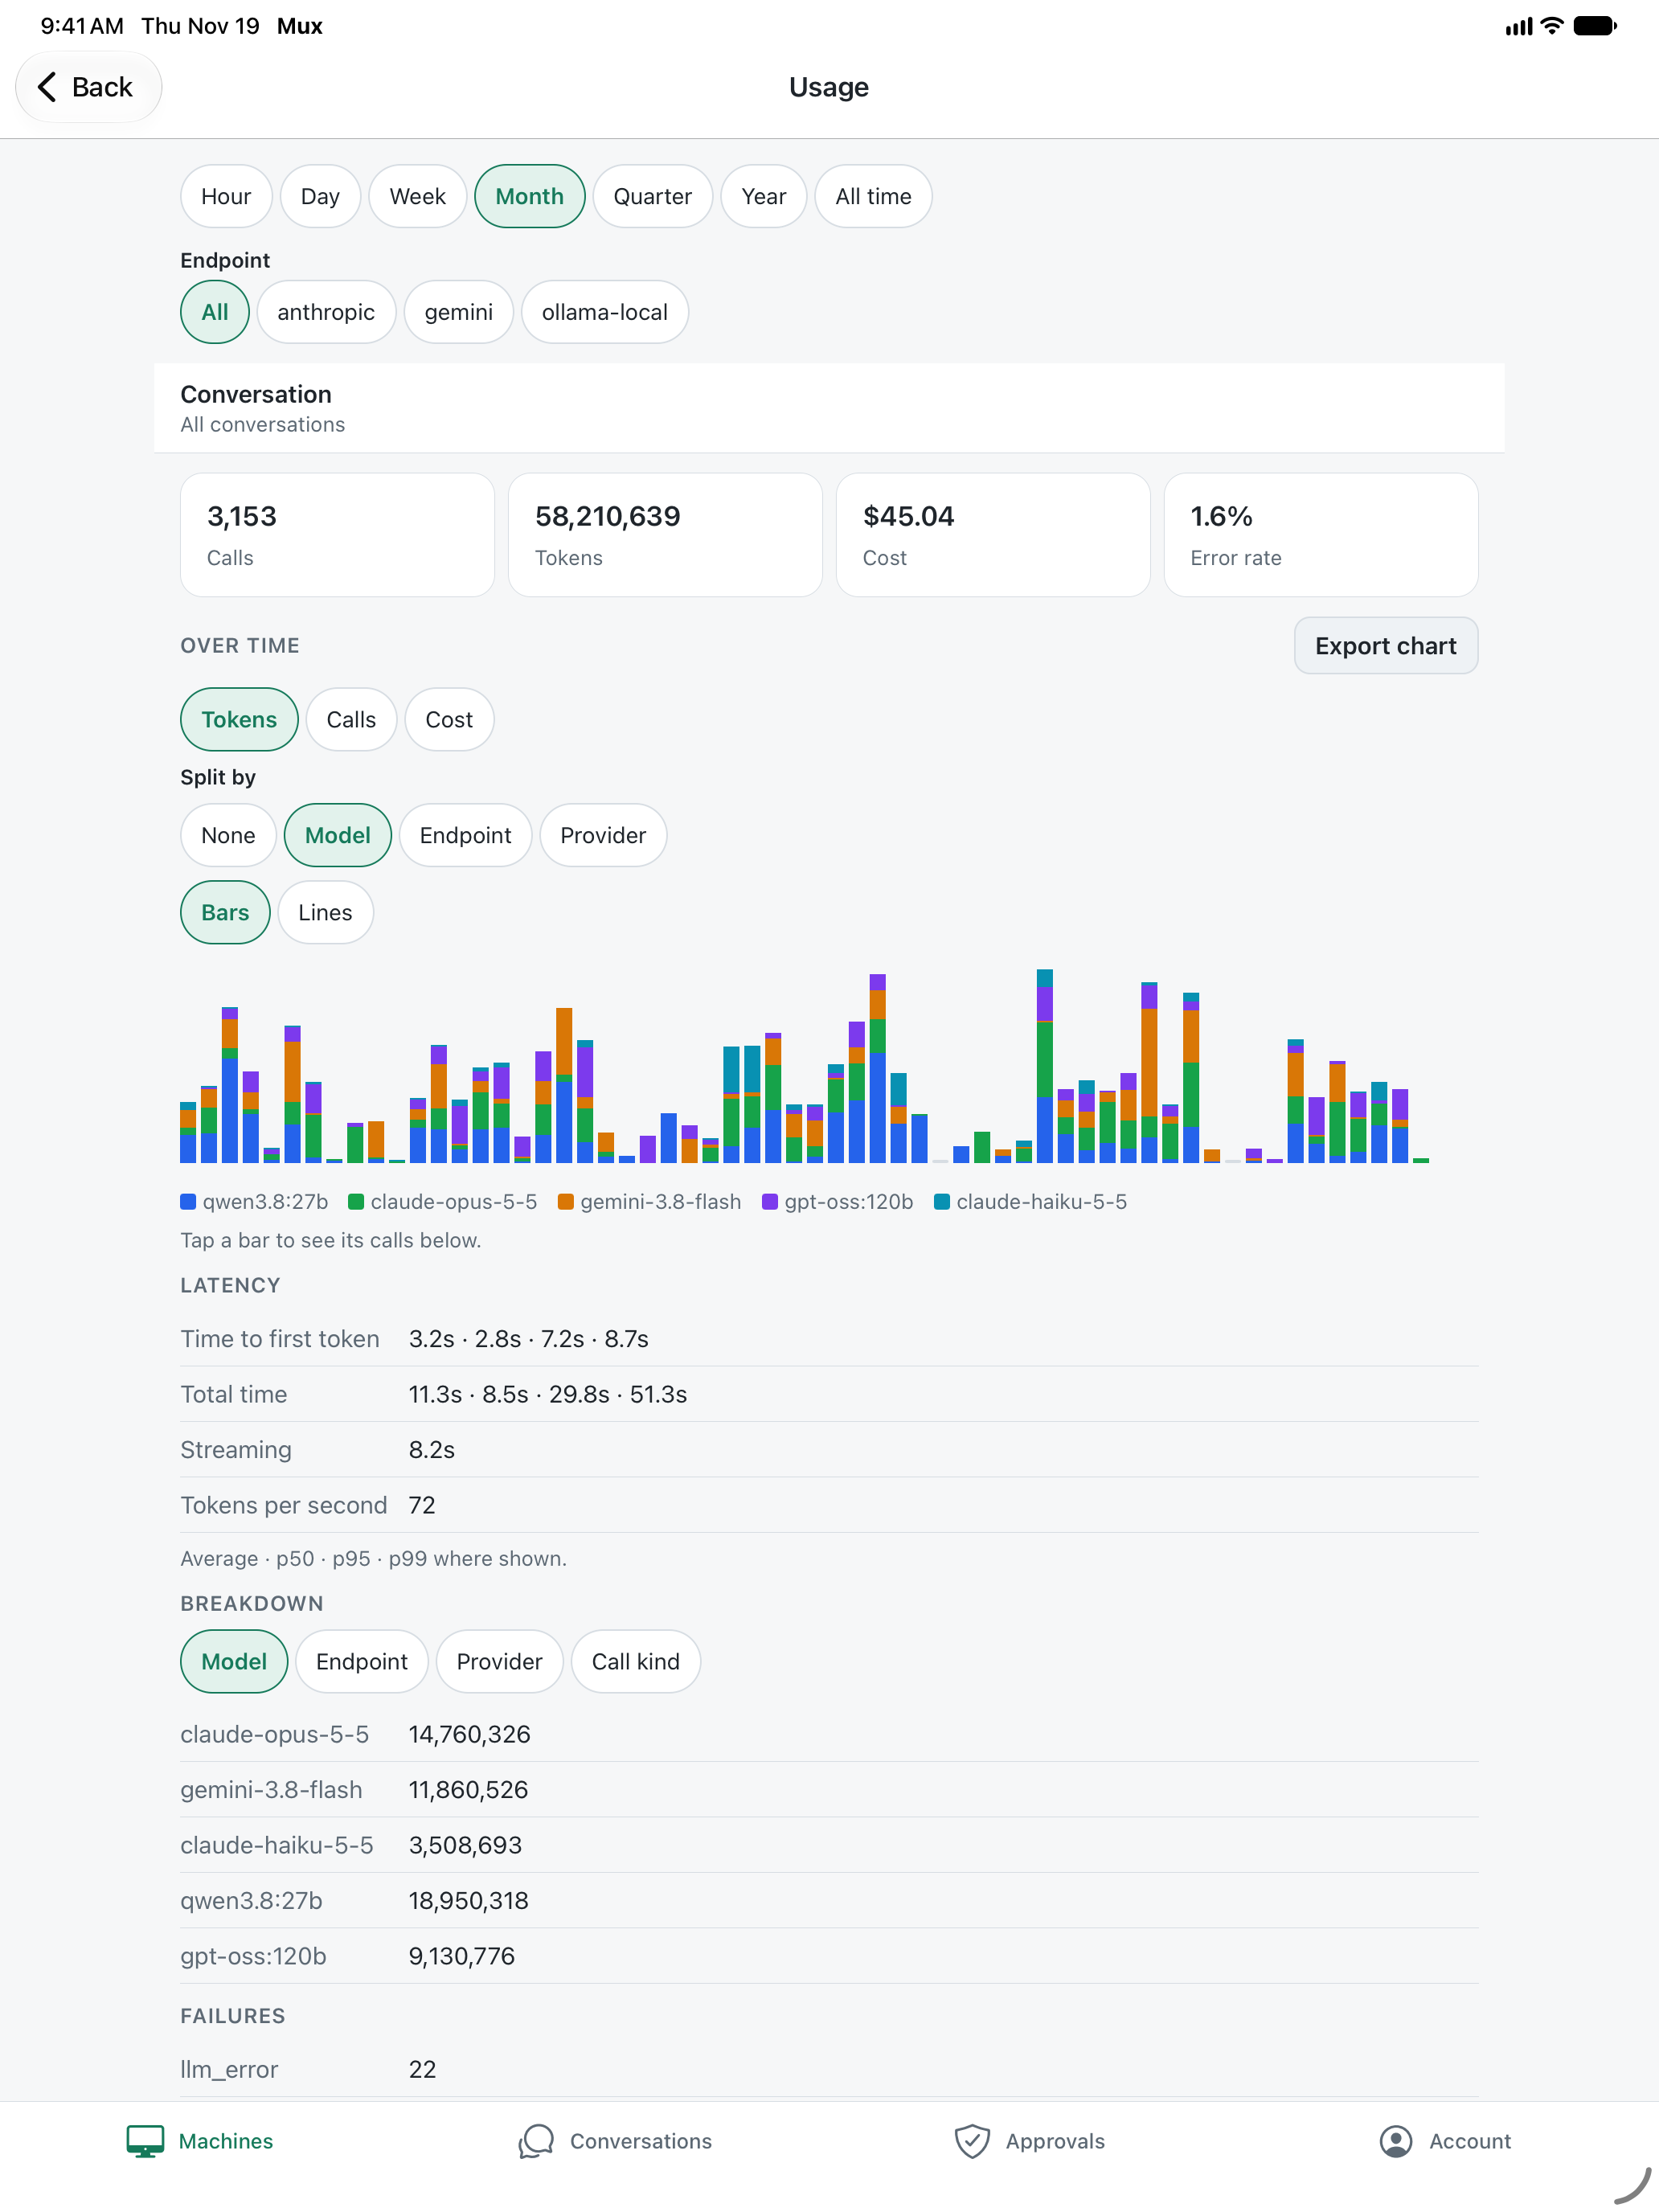 9:41 AM Thu Nov 19 Mux
Back
Usage
Hour Day Week Month Quarter Year All time
Endpoint
All anthropic gemini ollama-local
Conversation
All conversations
3,153 58,210,639 $45.04 1.6%
Calls Tokens Cost Error rate
OVER TIME Export chart
Tokens Calls Cost
Split by
None Model Endpoint Provider
Bars Lines
qwen3.8:27b claude-opus-5-5 gemini-3.8-flash gpt-oss:120b claude-haiku-5-5
Tap a bar to see its calls below.
LATENCY
Time to first token 3.2s · 2.8s · 7.2s · 8.7s
Total time 11.3s · 8.5s · 29.8s · 51.3s
Streaming 8.2s
Tokens per second 72
Average · p50 · p95 · p99 where shown.
BREAKDOWN
Model Endpoint Provider Call kind
claude-opus-5-5 14,760,326
gemini-3.8-flash 11,860,526
claude-haiku-5-5 3,508,693
qwen3.8:27b 18,950,318
gpt-oss:120b 9,130,776
FAILURES
llm_error 22
Machines Conversations Approvals Account